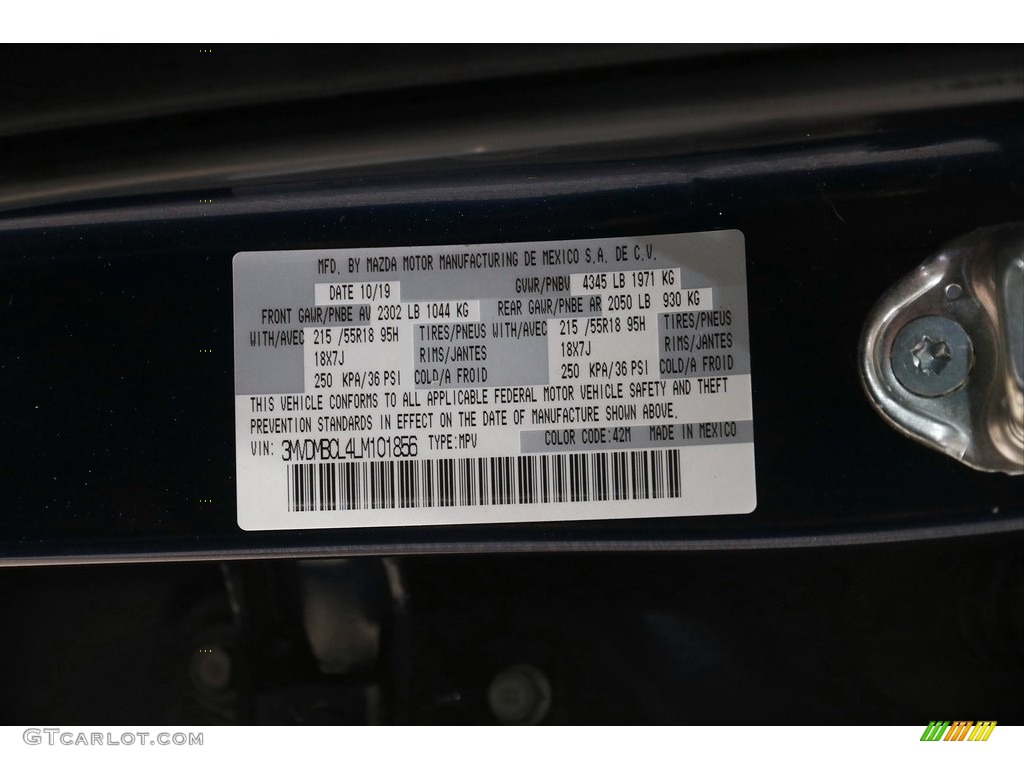 MFD. BY MAZDA MOTOR MANUFACTURING DE MEXICO S.A. DE C.V.
DATE 10/19 GVWR/PNBV 4345 LB 1971 KG
FRONT GAWR/PNBE AV 2302 LB 1044 KG REAR GAWR/PNBE AR 2050 LB 930 KG
WITH/AVEC 215 /55R18 95H TIRES/PNEUS WITH/AVEC 215 /55R18 95H TIRES/PNEUS
18X7J RIMS/JANTES 18X7J RIMS/JANTES
250 KPA/36 PSI COLD/A FROID 250 KPA/36 PSI COLD/A FROID
THIS VEHICLE CONFORMS TO ALL APPLICABLE FEDERAL MOTOR VEHICLE SAFETY AND THEFT
PREVENTION STANDARDS IN EFFECT ON THE DATE OF MANUFACTURE SHOWN ABOVE.
VIN: 3MVDMBCL4LM101856 TYPE:MPV COLOR CODE:42M MADE IN MEXICO
GTCarlot.com